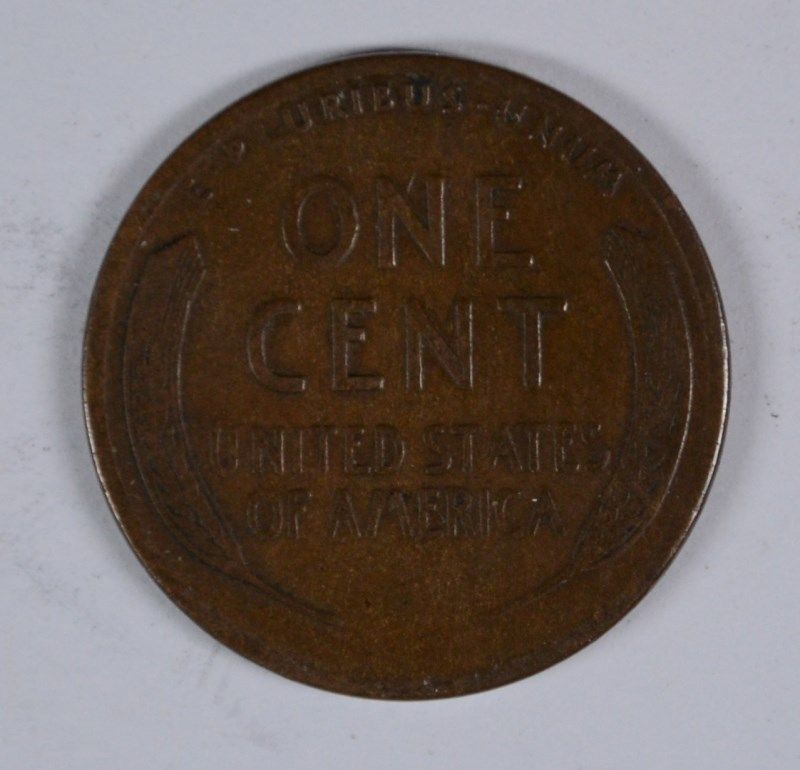 E·PLURIBUS·UNUM
ONE
CENT
UNITED STATES
OF AMERICA